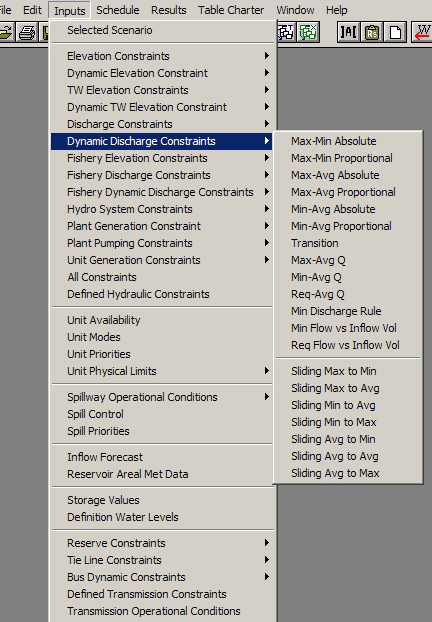 File Edit Inputs Schedule Results Table Charter Window Help
Selected Scenario
Elevation Constraints
Dynamic Elevation Constraint
TW Elevation Constraints
Dynamic TW Elevation Constraint
Discharge Constraints
Dynamic Discharge Constraints
Fishery Elevation Constraints
Fishery Discharge Constraints
Fishery Dynamic Discharge Constraints
Hydro System Constraints
Plant Generation Constraint
Plant Pumping Constraints
Unit Generation Constraints
All Constraints
Defined Hydraulic Constraints
Unit Availability
Unit Modes
Unit Priorities
Unit Physical Limits
Spillway Operational Conditions
Spill Control
Spill Priorities
Inflow Forecast
Reservoir Areal Met Data
Storage Values
Definition Water Levels
Reserve Constraints
Tie Line Constraints
Bus Dynamic Constraints
Defined Transmission Constraints
Transmission Operational Conditions
Max-Min Absolute
Max-Min Proportional
Max-Avg Absolute
Max-Avg Proportional
Min-Avg Absolute
Min-Avg Proportional
Transition
Max-Avg Q
Min-Avg Q
Req-Avg Q
Min Discharge Rule
Min Flow vs Inflow Vol
Req Flow vs Inflow Vol
Sliding Max to Min
Sliding Max to Avg
Sliding Min to Avg
Sliding Min to Max
Sliding Avg to Min
Sliding Avg to Avg
Sliding Avg to Max